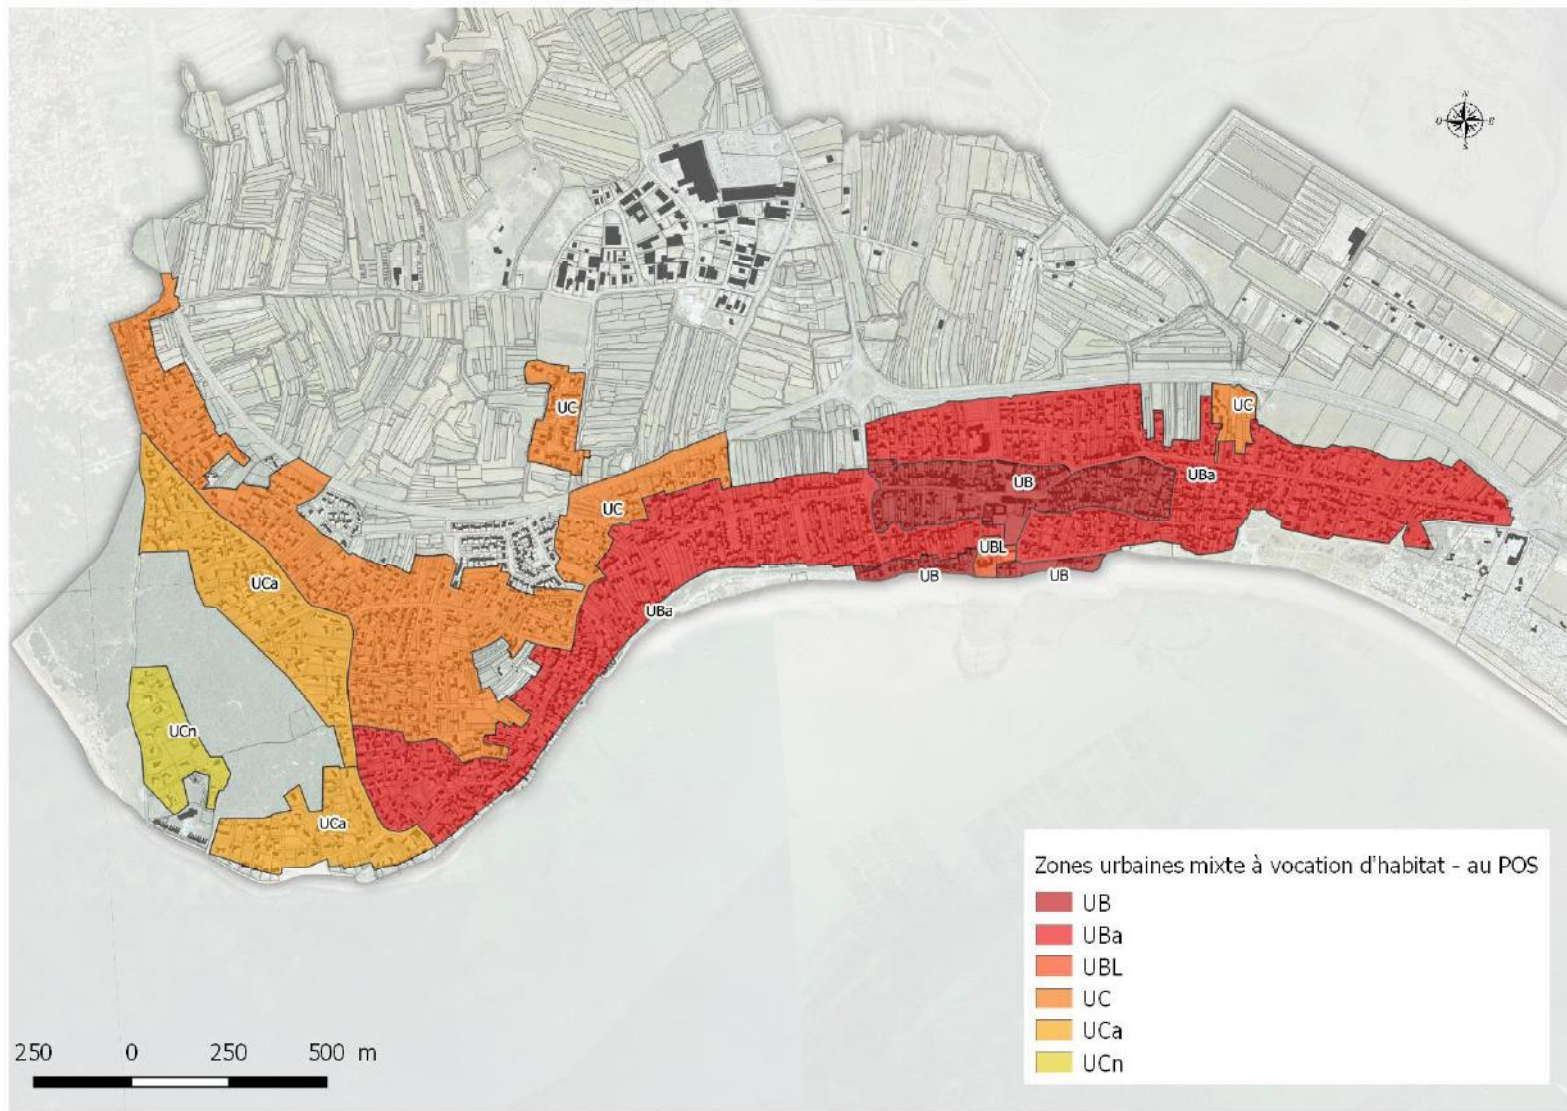 N
O
E
S
UC
UC
UBa
UB
UC
UBL
UCa
UB
UB
UBa
UCn
UCa
Zones urbaines mixte à vocation d'habitat - au POS
UB
UBa
UBL
UC
UCa
UCn
250 0 250 500 m